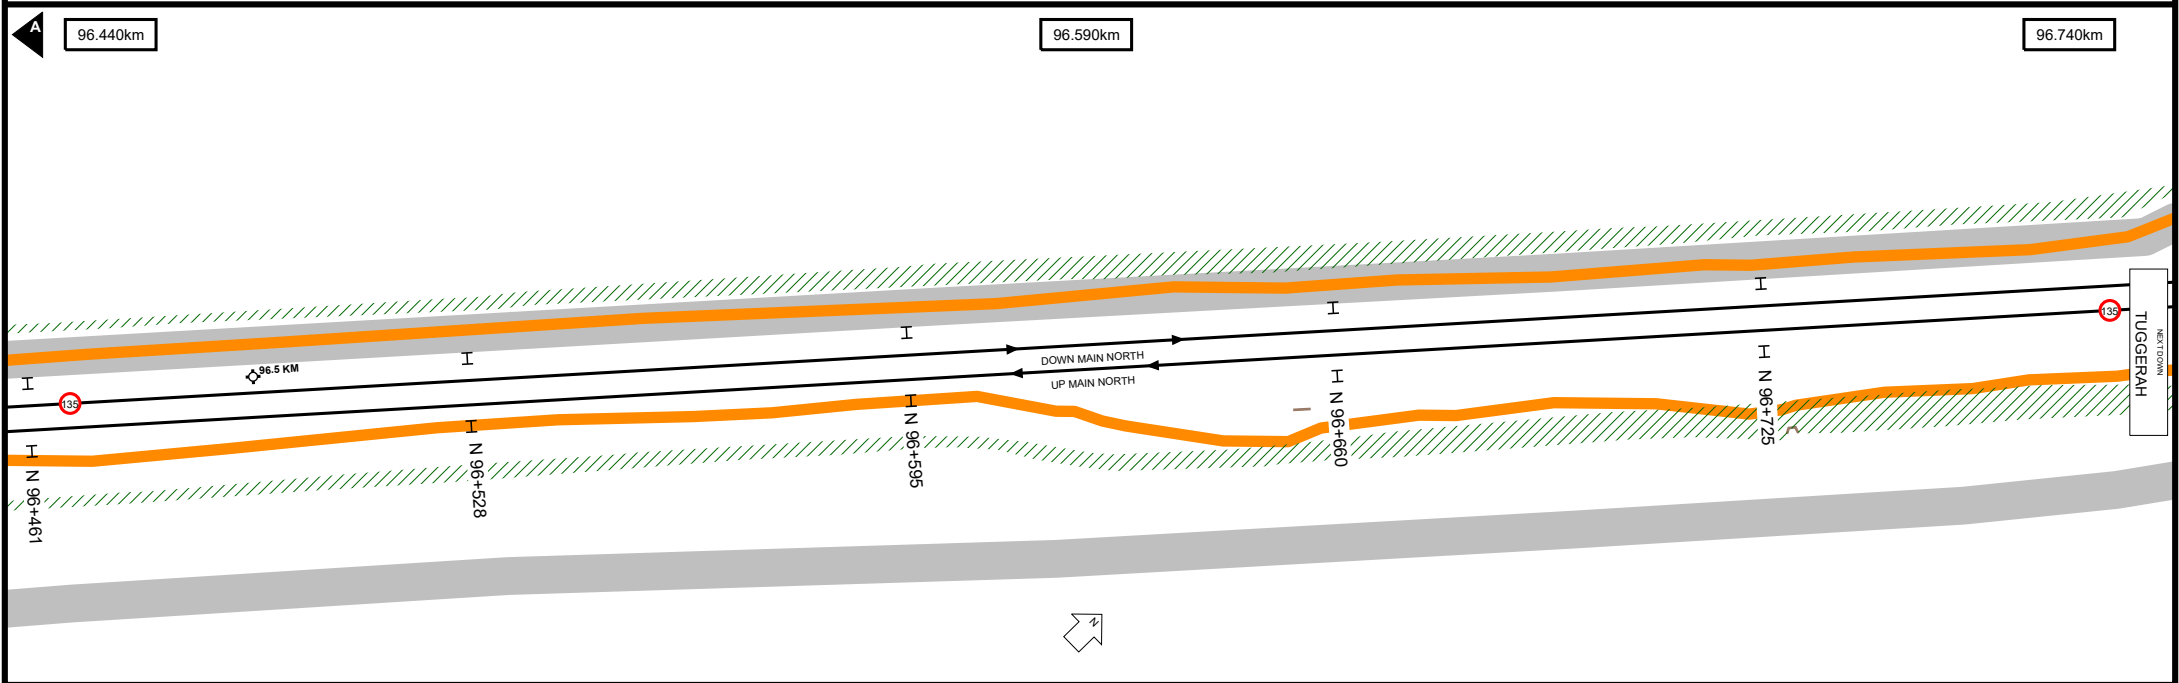 A
96.440km
96.590km
96.740km
96.5 KM
135
DOWN MAIN NORTH
UP MAIN NORTH
135
TUGGERAH
NEXT DOWN
N 96+461
N 96+528
N 96+595
N 96+660
N 96+725
N